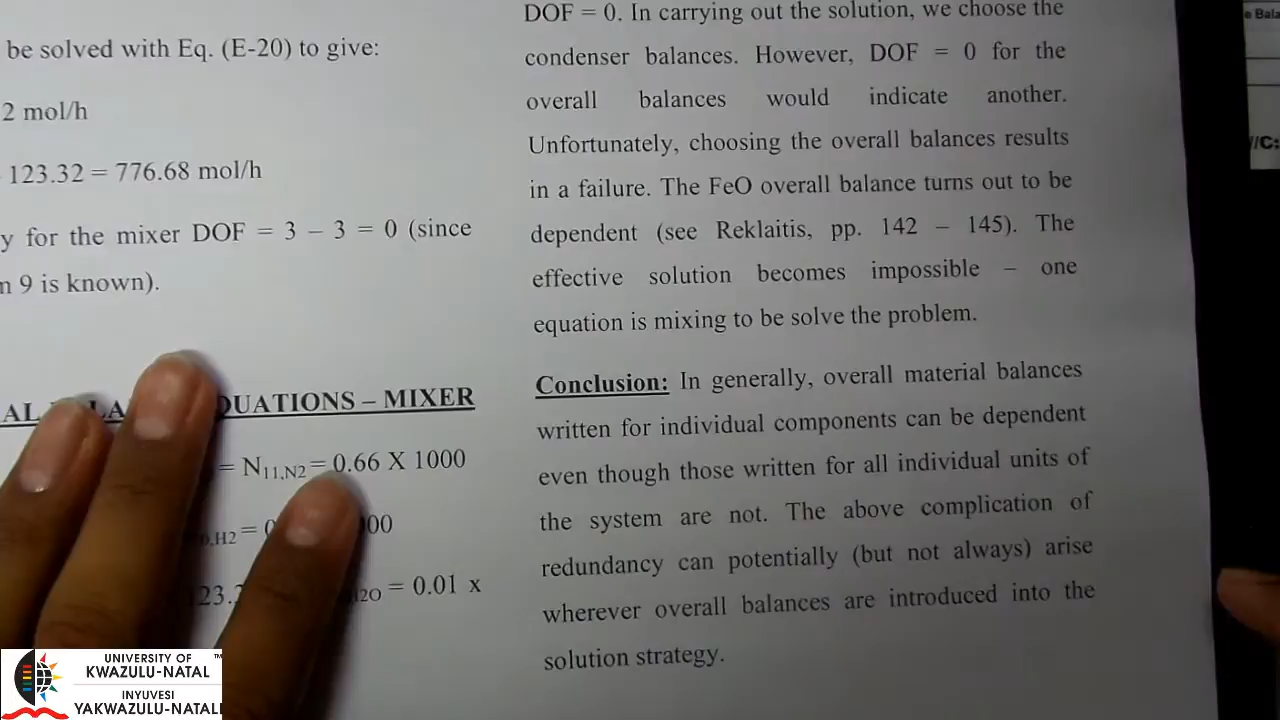 be solved with Eq. (E-20) to give:
2 mol/h
123.32 = 776.68 mol/h
y for the mixer DOF = 3 – 3 = 0 (since
9 is known).
UATIONS – MIXER
= N11,N2 = 0.66 X 1000
H2 =
00
= 0.01 x
DOF = 0. In carrying out the solution, we choose the
condenser balances. However, DOF = 0 for the
overall balances would indicate another.
Unfortunately, choosing the overall balances results
in a failure. The FeO overall balance turns out to be
dependent (see Reklaitis, pp. 142 – 145). The
effective solution becomes impossible – one
equation is mixing to be solve the problem.
Conclusion: In generally, overall material balances
written for individual components can be dependent
even though those written for all individual units of
the system are not. The above complication of
redundancy can potentially (but not always) arise
wherever overall balances are introduced into the
solution strategy.
UNIVERSITY OF ™
KWAZULU-NATAL
INYUVESI
YAKWAZULU-NATALI